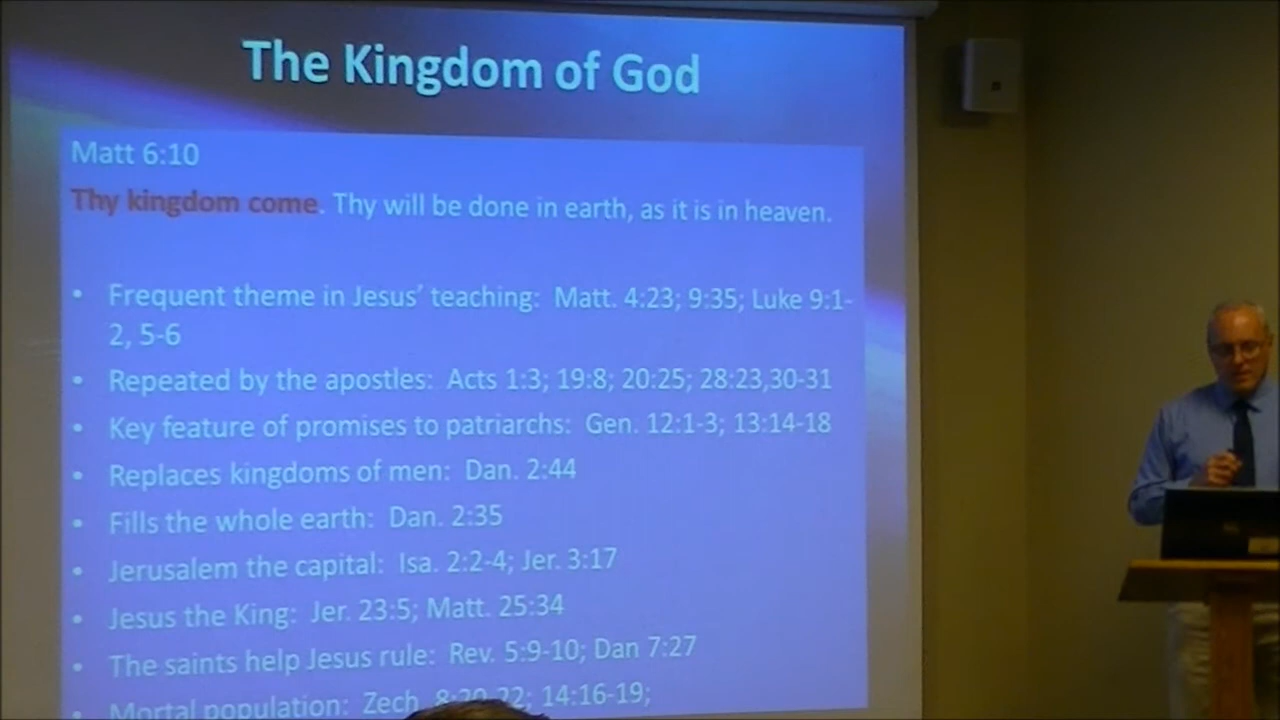 The Kingdom of God
Matt 6:10
Thy kingdom come. Thy will be done in earth, as it is in heaven.
• Frequent theme in Jesus' teaching: Matt. 4:23; 9:35; Luke 9:1-
2, 5-6
• Repeated by the apostles: Acts 1:3; 19:8; 20:25; 28:23,30-31
• Key feature of promises to patriarchs: Gen. 12:1-3; 13:14-18
• Replaces kingdoms of men: Dan. 2:44
• Fills the whole earth: Dan. 2:35
• Jerusalem the capital: Isa. 2:2-4; Jer. 3:17
• Jesus the King: Jer. 23:5; Matt. 25:34
• The saints help Jesus rule: Rev. 5:9-10; Dan 7:27
• Mortal population: Zech. 8:20-22; 14:16-19;